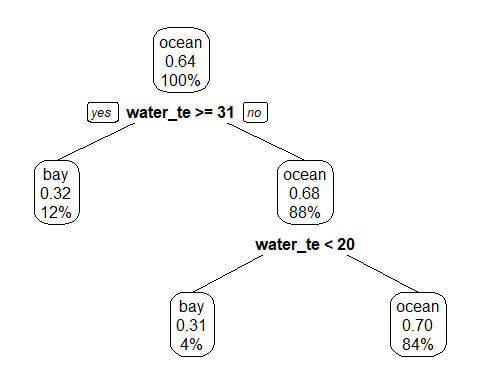 ocean
0.64
100%
yes water_te >= 31 no
bay
0.32
12%
ocean
0.68
88%
water_te < 20
bay
0.31
4%
ocean
0.70
84%